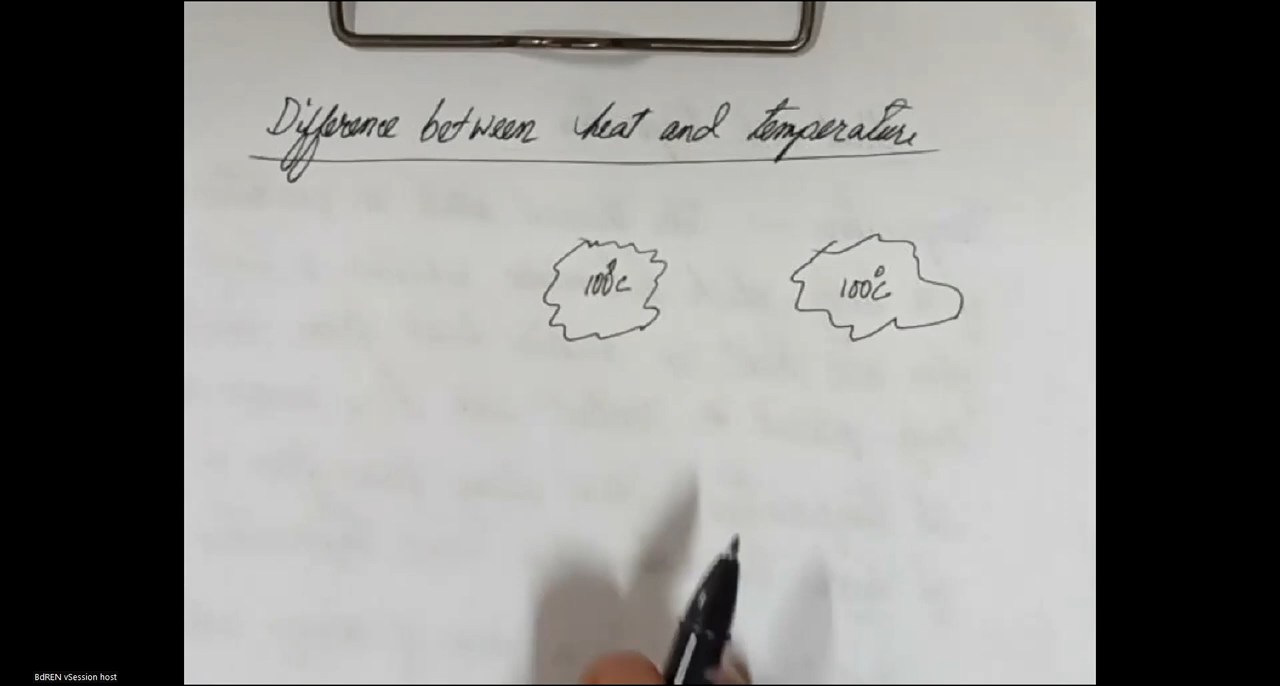 Difference between heat and temperature
100°C 100°C
BdREN vSession host